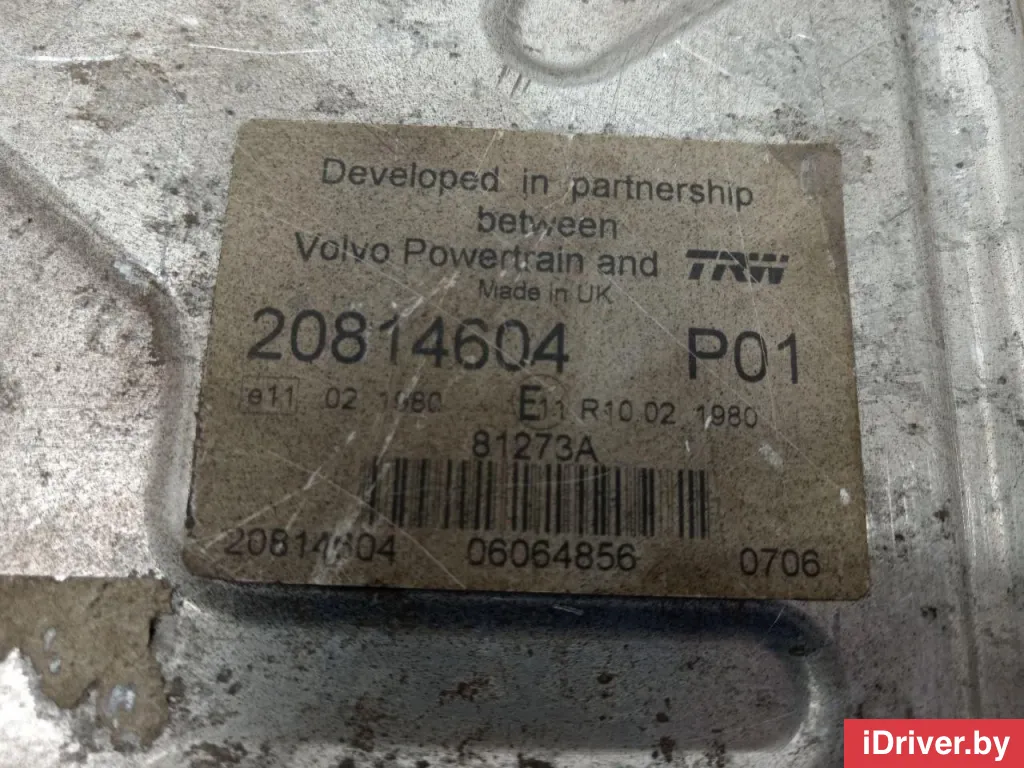 Developed in partnership
between
Volvo Powertrain and TRW
Made in UK
20814604 P01
e11 02 1980 E11 R10 02 1980
81273A
20814604 06064856 0706
iDriver.by